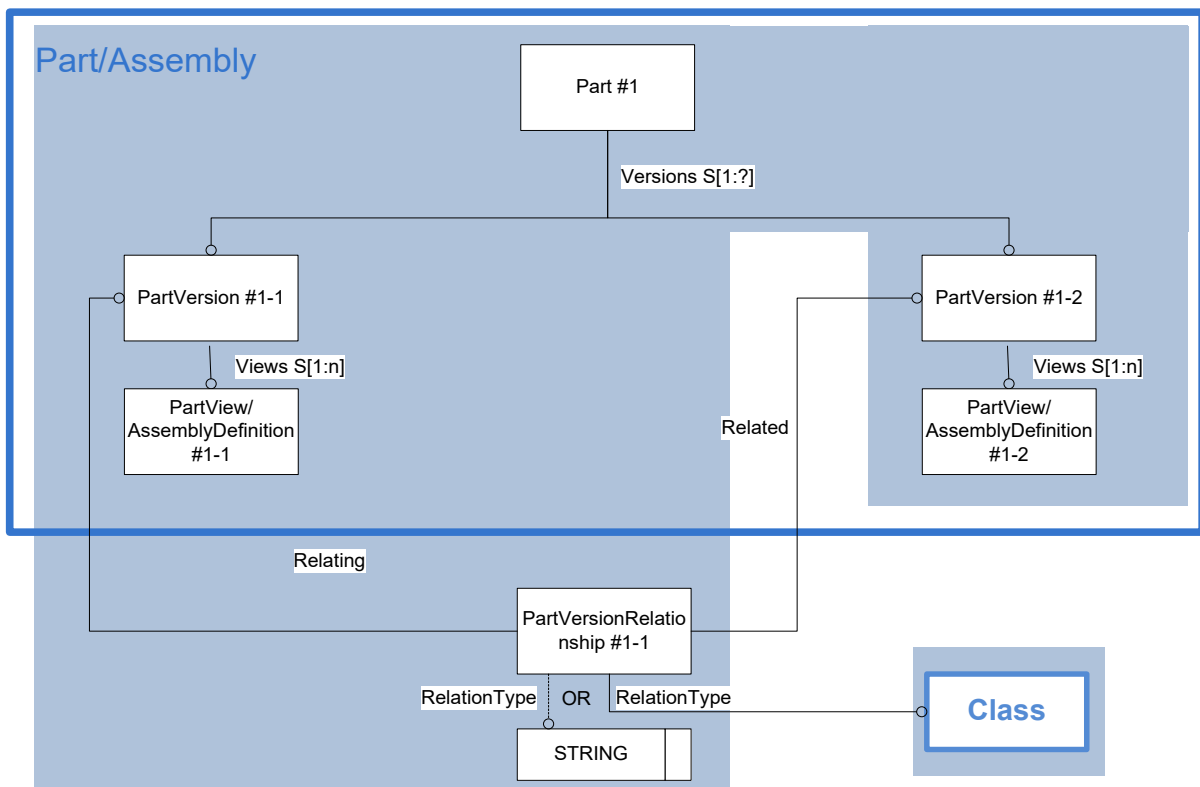 Part/Assembly
Part #1
Versions S[1:?]
PartVersion #1-1
PartVersion #1-2
Views S[1:n]
Views S[1:n]
PartView/
AssemblyDefinition
#1-1
PartView/
AssemblyDefinition
#1-2
Related
Relating
PartVersionRelatio
nship #1-1
RelationType
OR
RelationType
Class
STRING